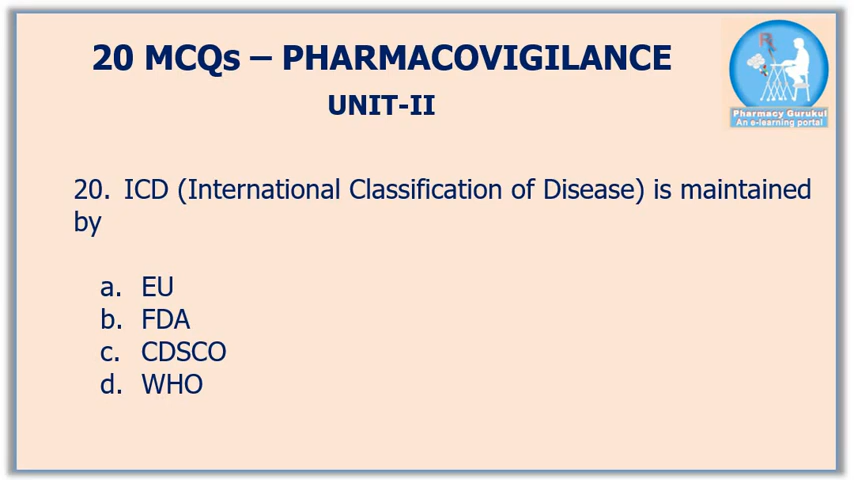 20 MCQs – PHARMACOVIGILANCE
UNIT-II
Pharmacy Gurukul
An e-learning portal
20. ICD (International Classification of Disease) is maintained
by
a. EU
b. FDA
c. CDSCO
d. WHO